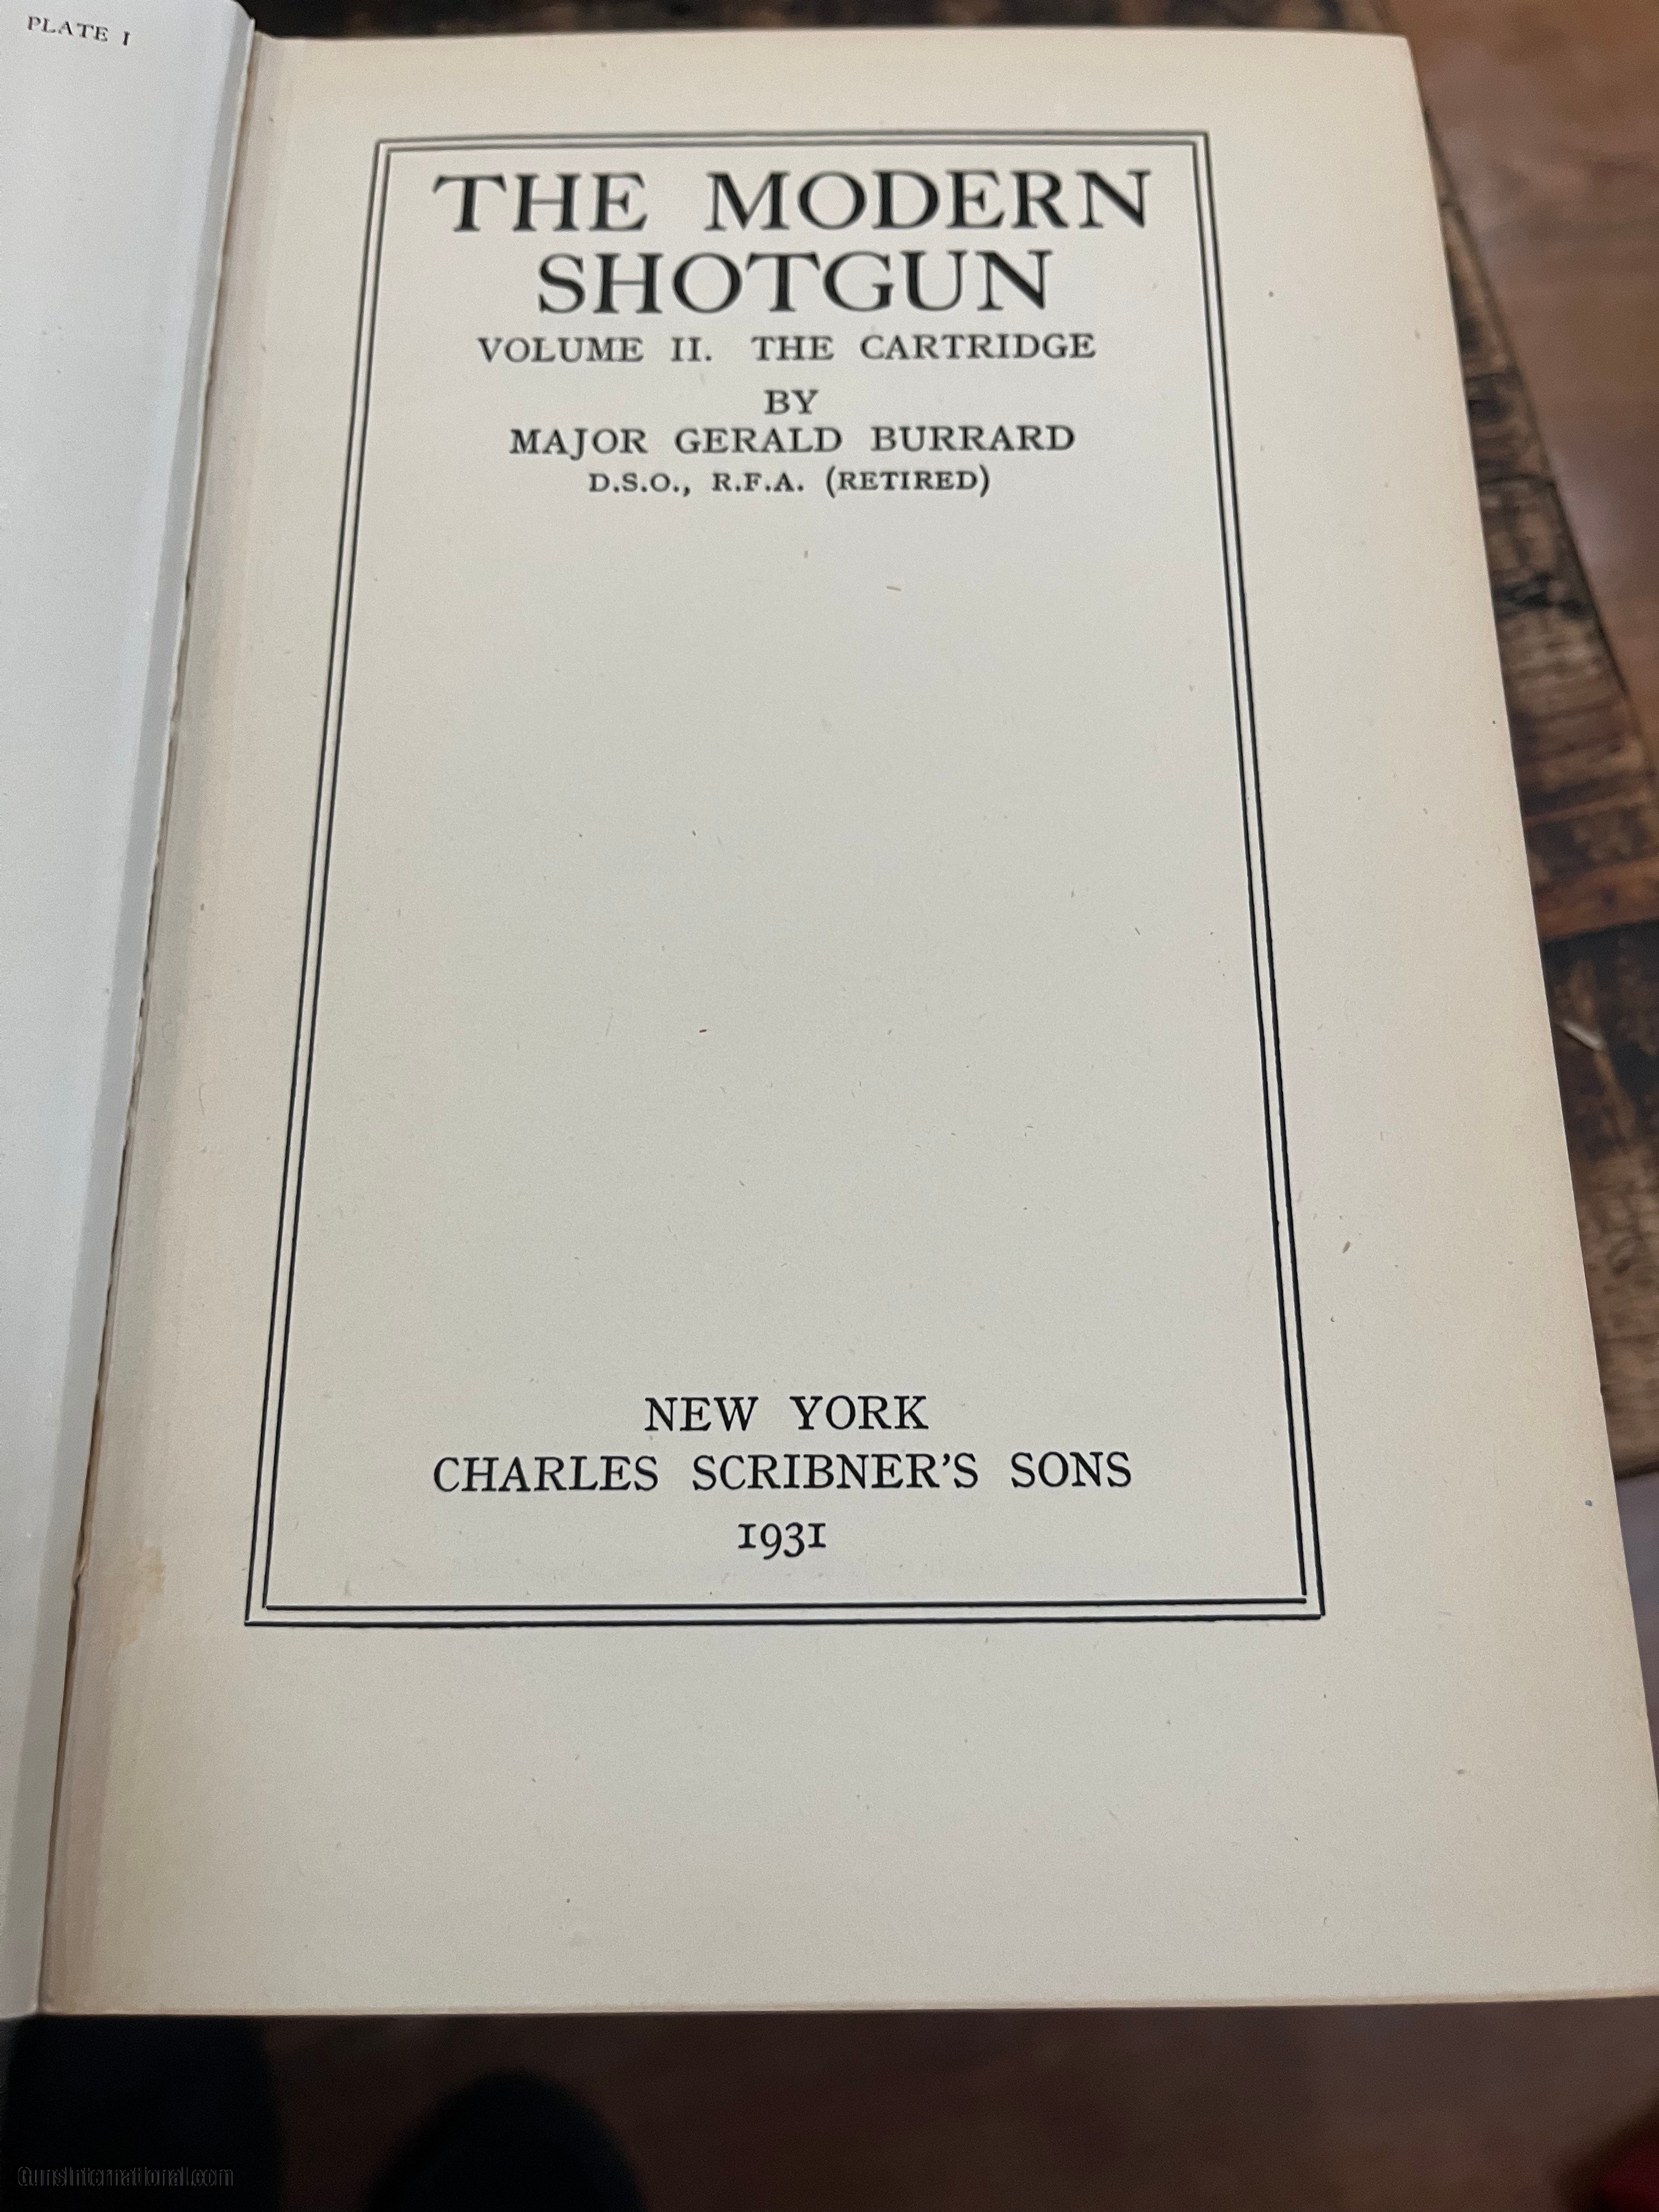 PLATE I
THE MODERN
SHOTGUN
VOLUME II. THE CARTRIDGE
BY
MAJOR GERALD BURRARD
D.S.O., R.F.A. (RETIRED)
NEW YORK
CHARLES SCRIBNER'S SONS
1931
GunsInternational.com